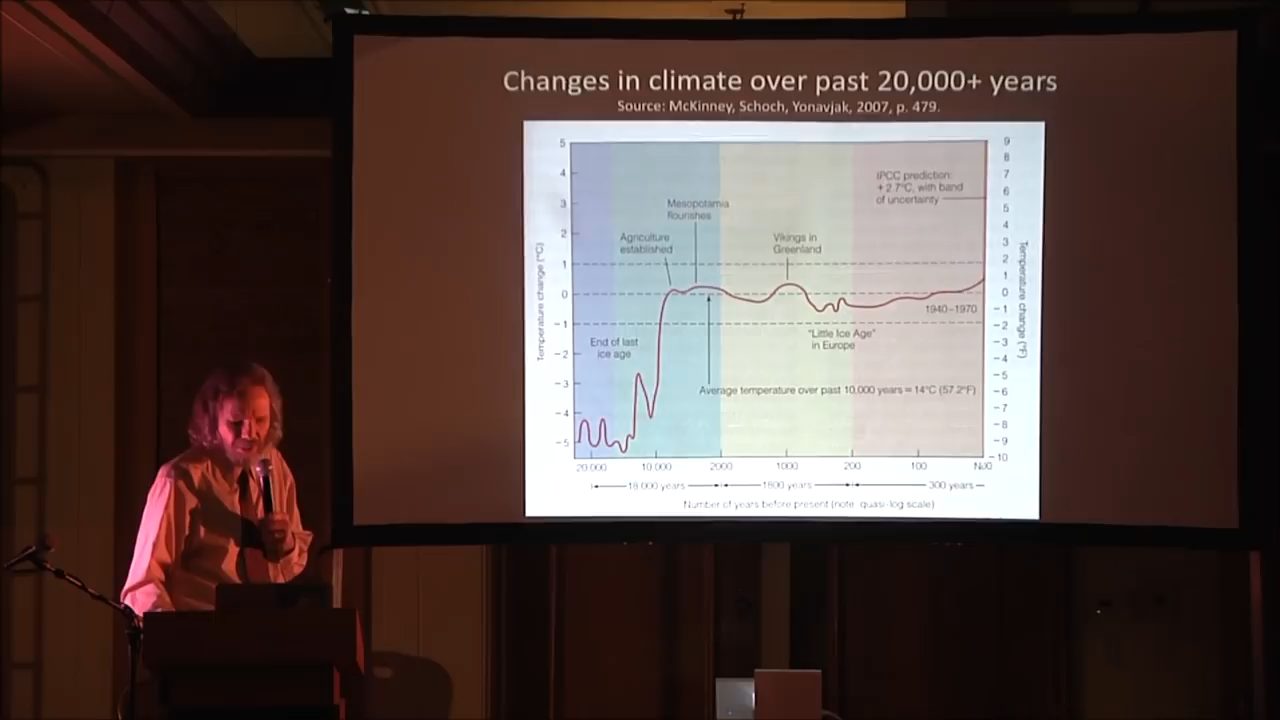 Changes in climate over past 20,000+ years
Source: McKinney, Schoch, Yonavjak, 2007, p. 479.
5
4
3
2
1
0
-1
-2
-3
-4
-5
Temperature change (°C)
9
8
7
6
5
4
3
2
1
0
-1
-2
-3
-4
-5
-6
-7
-8
-9
-10
Temperature change (°F)
IPCC prediction:
+ 2.7°C, with band
of uncertainty
Mesopotamia
flourishes
Agriculture
established
Vikings in
Greenland
1940–1970
"Little Ice Age"
in Europe
End of last
ice age
Average temperature over past 10,000 years = 14°C (57.2°F)
20 000
10 000
2000
1000
200
100
18 000 years
1800 years
300 years
Number of years before present (note: quasi-log scale)